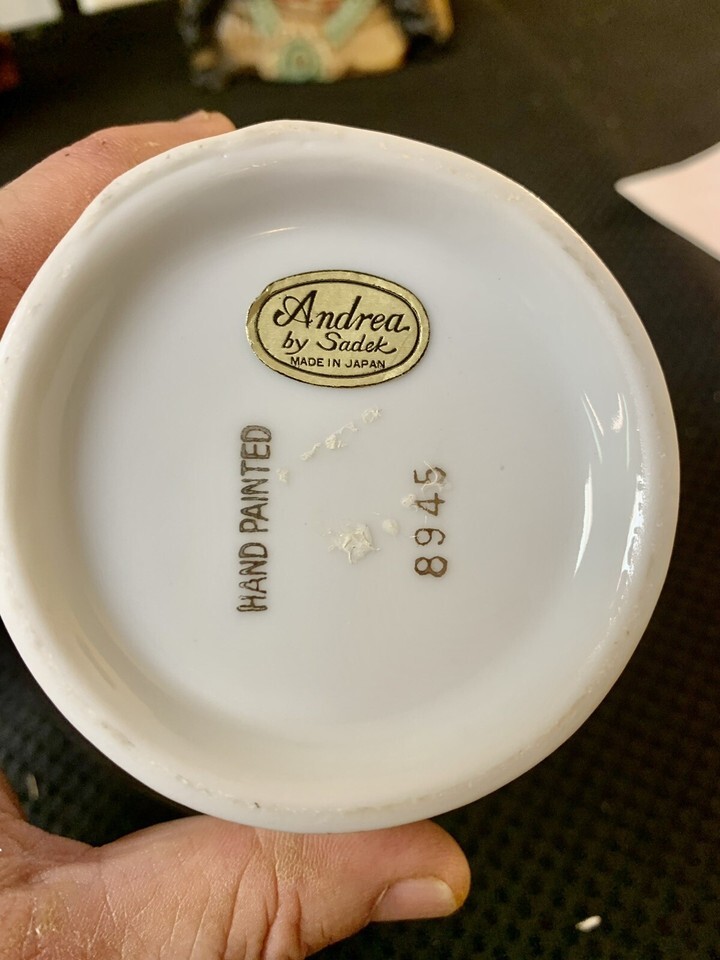 Andrea
by Sadek
MADE IN JAPAN
HAND PAINTED
8945